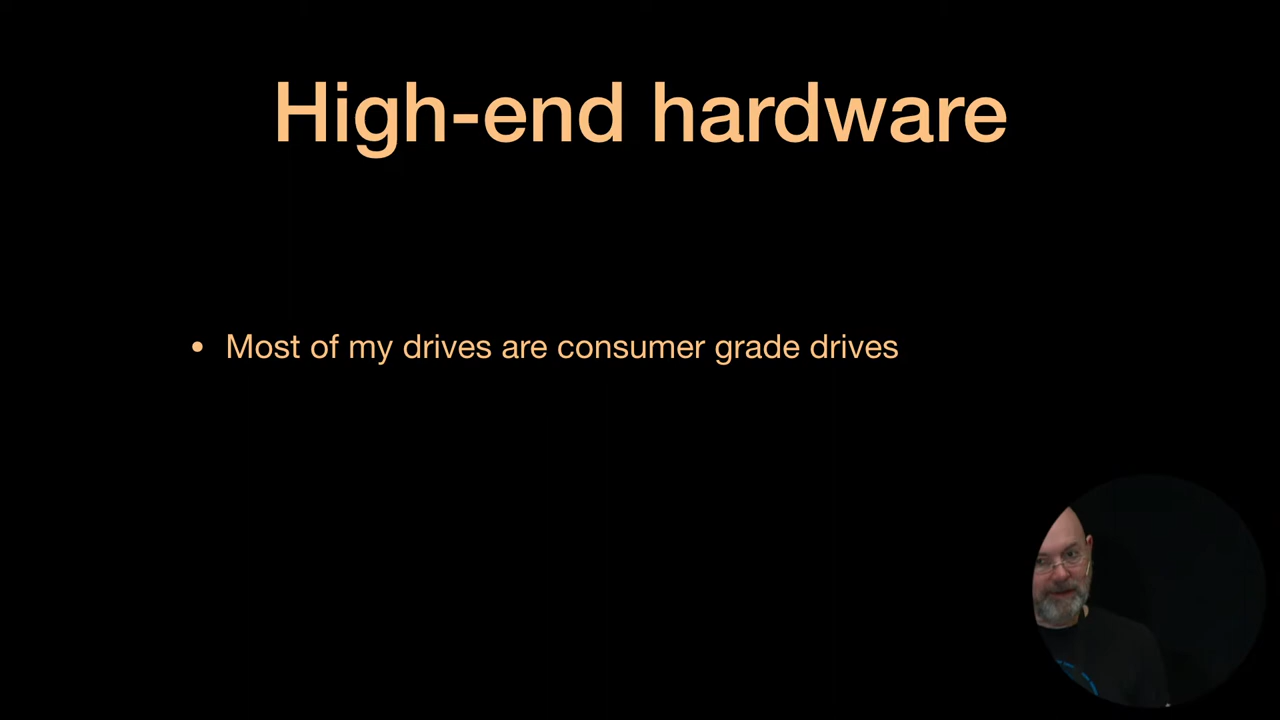 High-end hardware
• Most of my drives are consumer grade drives